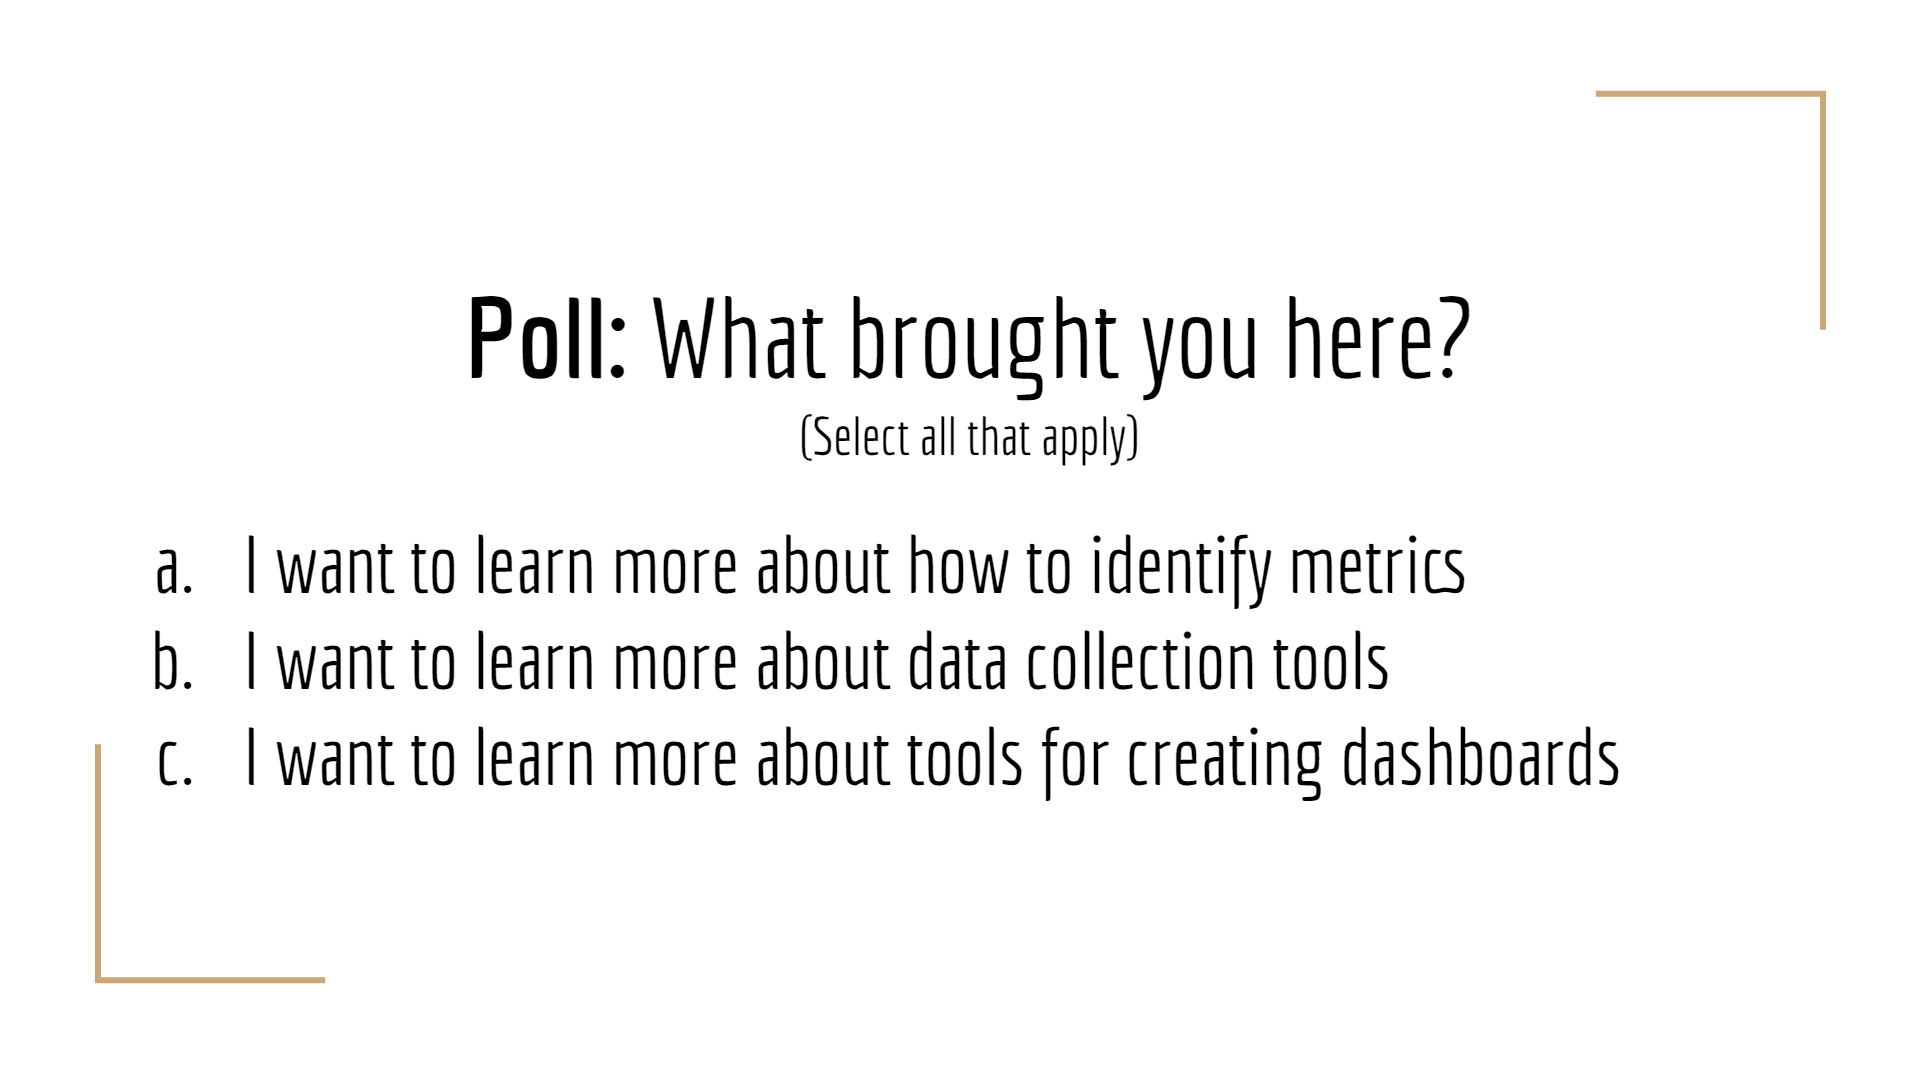 Poll: What brought you here?
(Select all that apply)
a. I want to learn more about how to identify metrics
b. I want to learn more about data collection tools
c. I want to learn more about tools for creating dashboards